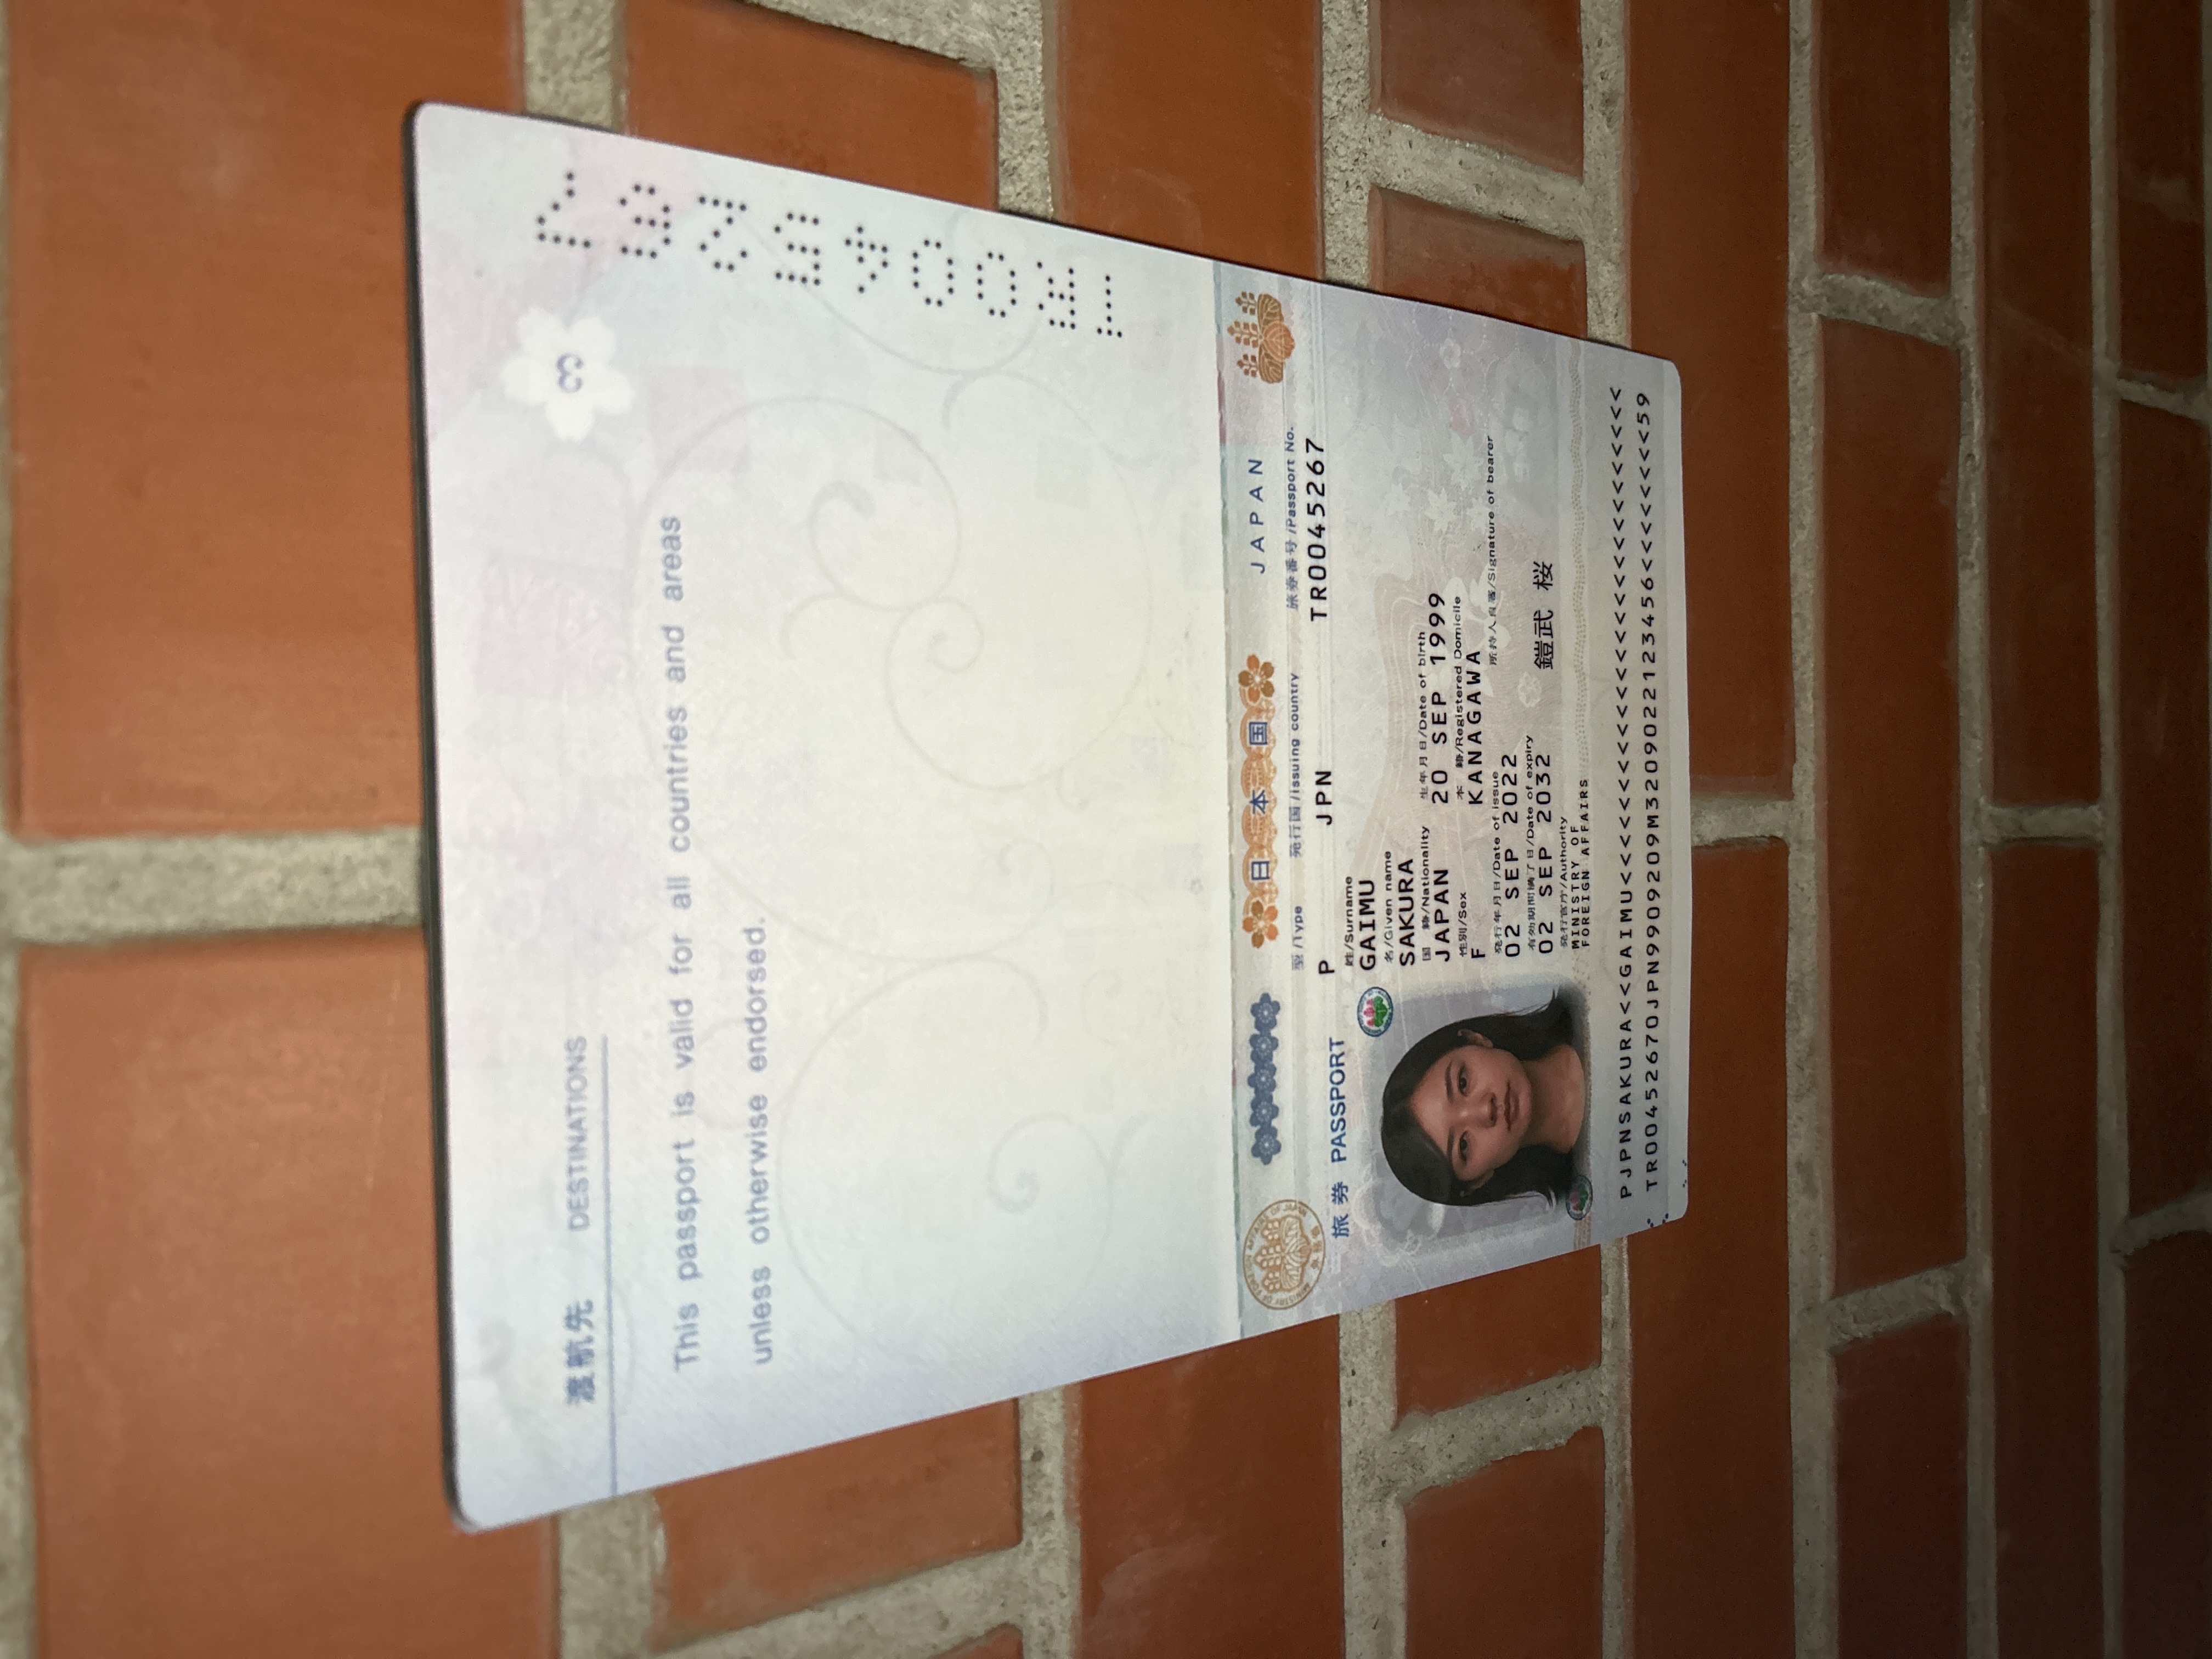 渡航先 DESTINATIONS
3
This passport is valid for all countries and areas
unless otherwise endorsed.
TR0045267
日本国 JAPAN
型/Type 発行国/Issuing country 旅券番号/Passport No.
旅券 PASSPORT P JPN TR0045267
姓/Surname
GAIMU
名/Given name
SAKURA
国 籍/Nationality 生年月日/Date of birth
JAPAN 20 SEP 1999
性別/Sex 本 籍/Registered Domicile
F KANAGAWA
発行年月日/Date of issue 所持人自署/Signature of bearer
02 SEP 2022
有効期間満了日/Date of expiry
02 SEP 2032 鎧武 桜
発行官庁/Authority
MINISTRY OF
FOREIGN AFFAIRS
PJPNSAKURA<<GAIMU<<<<<<<<<<<<<<<<<<<<<<<<<<<
TR00452670JPN9909209M3209022123456<<<<<<<<59